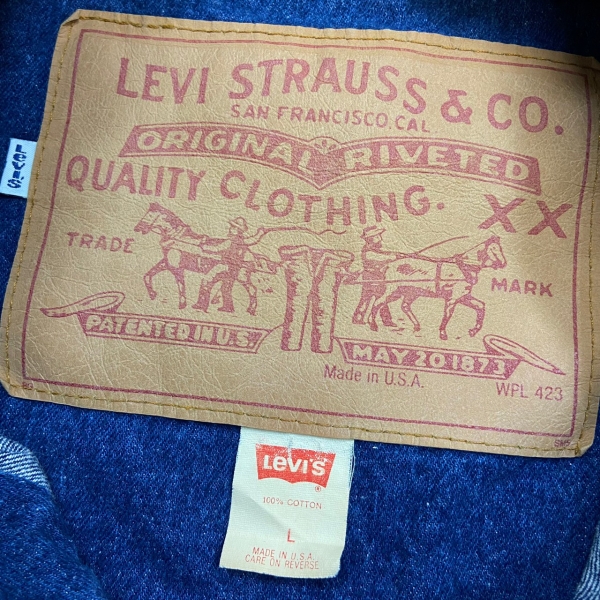 LEVI STRAUSS & CO.
SAN FRANCISCO, CAL
ORIGINAL RIVETED
QUALITY CLOTHING.
XX
TRADE
MARK
PATENTED IN U.S.
MAY 20 1873
Made in U.S.A.
WPL 423
LEVI'S
LEVI'S ®
100% COTTON
L
MADE IN U.S.A.
CARE ON REVERSE